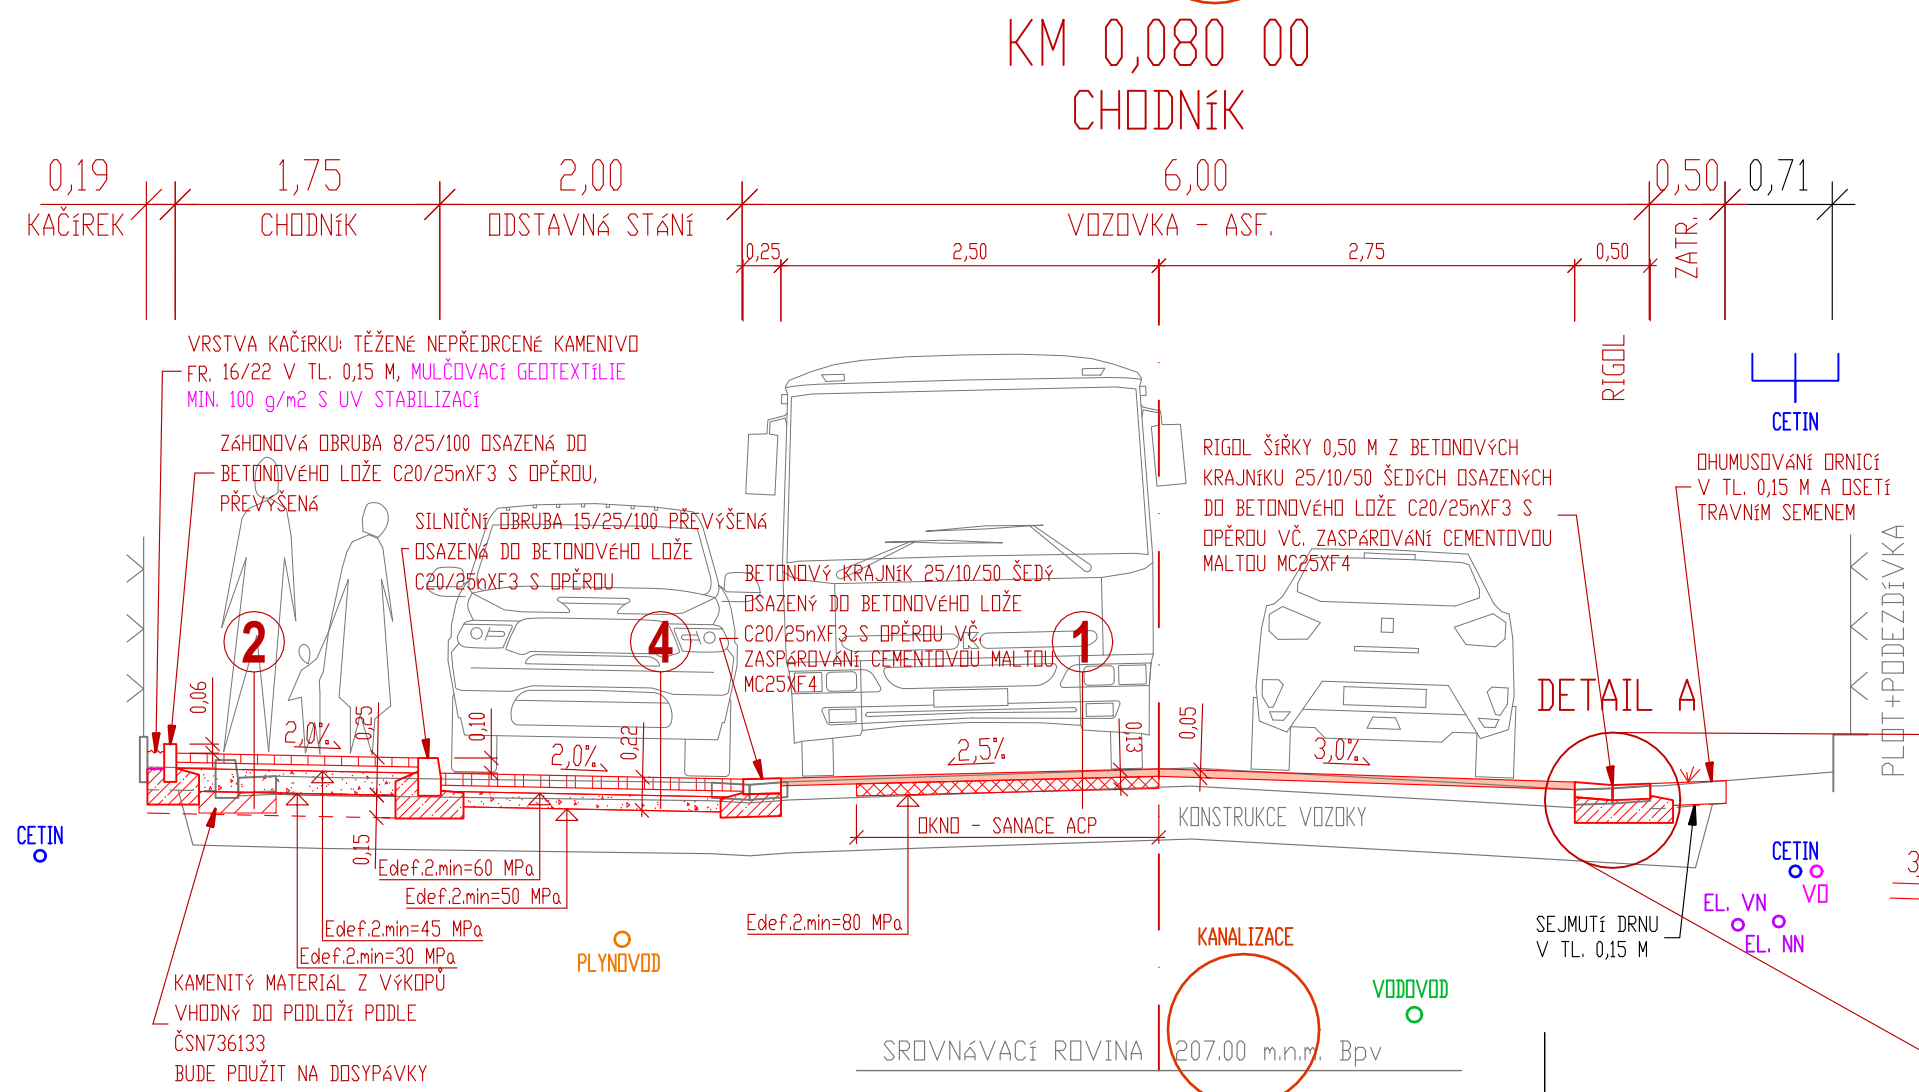 KM 0,080 00
CHODNÍK
0,19
1,75
2,00
6,00
0,50
0,71
KAČÍREK
CHODNÍK
ODSTAVNÁ STÁNÍ
VOZOVKA - ASF.
ZATR.
0,25
2,50
2,75
0,50
RIGOL
VRSTVA KAČÍRKU: TĚŽENÉ NEPŘEDRCENÉ KAMENIVO
FR. 16/22 V TL. 0,15 M, MULČOVACÍ GEOTEXTÍLIE
MIN. 100 g/m2 S UV STABILIZACÍ
ZÁHONOVÁ OBRUBA 8/25/100 OSAZENÁ DO
BETONOVÉHO LOŽE C20/25nXF3 S OPĚROU,
PŘEVÝŠENÁ
SILNIČNÍ OBRUBA 15/25/100 PŘEVÝŠENÁ
OSAZENÁ DO BETONOVÉHO LOŽE
C20/25nXF3 S OPĚROU
BETONOVÝ KRAJNÍK 25/10/50 ŠEDÝ
OSAZENÝ DO BETONOVÉHO LOŽE
C20/25nXF3 S OPĚROU VČ.
ZASPÁROVÁNÍ CEMENTOVOU MALTOU
MC25XF4
RIGOL ŠÍŘKY 0,50 M Z BETONOVÝCH
KRAJNÍKU 25/10/50 ŠEDÝCH OSAZENÝCH
DO BETONOVÉHO LOŽE C20/25nXF3 S
OPĚROU VČ. ZASPÁROVÁNÍ CEMENTOVOU
MALTOU MC25XF4
CETIN
OHUMUSOVÁNÍ ORNICÍ
V TL. 0,15 M A OSETÍ
TRAVNÍM SEMENEM
PLOT+PODEZDÍVKA
2
4
1
DETAIL A
0,06
2,0%
0,25
0,10
2,0%
0,22
2,5%
0,13
0,05
3,0%
0,15
OKNO - SANACE ACP
KONSTRUKCE VOZOKY
CETIN
Edef.2.min=60 MPa
Edef.2.min=50 MPa
Edef.2.min=45 MPa
Edef.2.min=30 MPa
Edef.2.min=80 MPa
KAMENITÝ MATERIÁL Z VÝKOPŮ
VHODNÝ DO PODLOŽÍ PODLE
ČSN736133
BUDE POUŽIT NA DOSYPÁVKY
PLYNOVOD
KANALIZACE
VODOVOD
SEJMUTÍ DRNU
V TL. 0,15 M
CETIN
VO
EL. VN
EL. NN
SROVNÁVACÍ ROVINA 207.00 m.n.m. Bpv